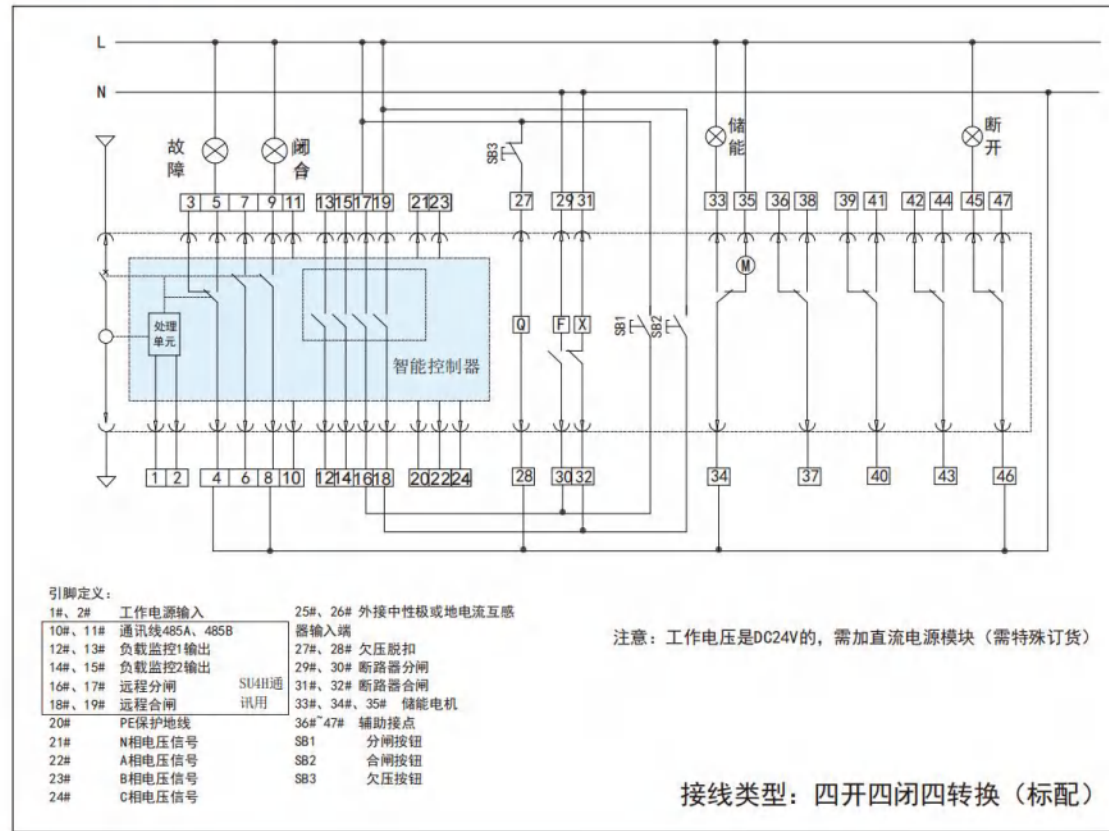 L
N
故障
闭合
SB3
储能
断开
3 5 7 9 11 13 15 17 19 21 23 27 29 31 33 35 36 38 39 41 42 44 45 47
M
处理
单元
Q F X SB1 SB2
智能控制器
1 2 4 6 8 10 12 14 16 18 20 22 24 28 30 32 34 37 40 43 46
引脚定义:
1#、2# 工作电源输入
10#、11# 通讯线485A、485B
12#、13# 负载监控1输出
14#、15# 负载监控2输出
16#、17# 远程分闸
18#、19# 远程合闸
SU4H通
讯用
20# PE保护地线
21# N相电压信号
22# A相电压信号
23# B相电压信号
24# C相电压信号
25#、26# 外接中性极或地电流互感
器输入端
27#、28# 欠压脱扣
29#、30# 断路器分闸
31#、32# 断路器合闸
33#、34#、35# 储能电机
36#~47# 辅助接点
SB1 分闸按钮
SB2 合闸按钮
SB3 欠压按钮
注意: 工作电压是DC24V的, 需加直流电源模块 (需特殊订货)
接线类型: 四开四闭四转换 (标配)